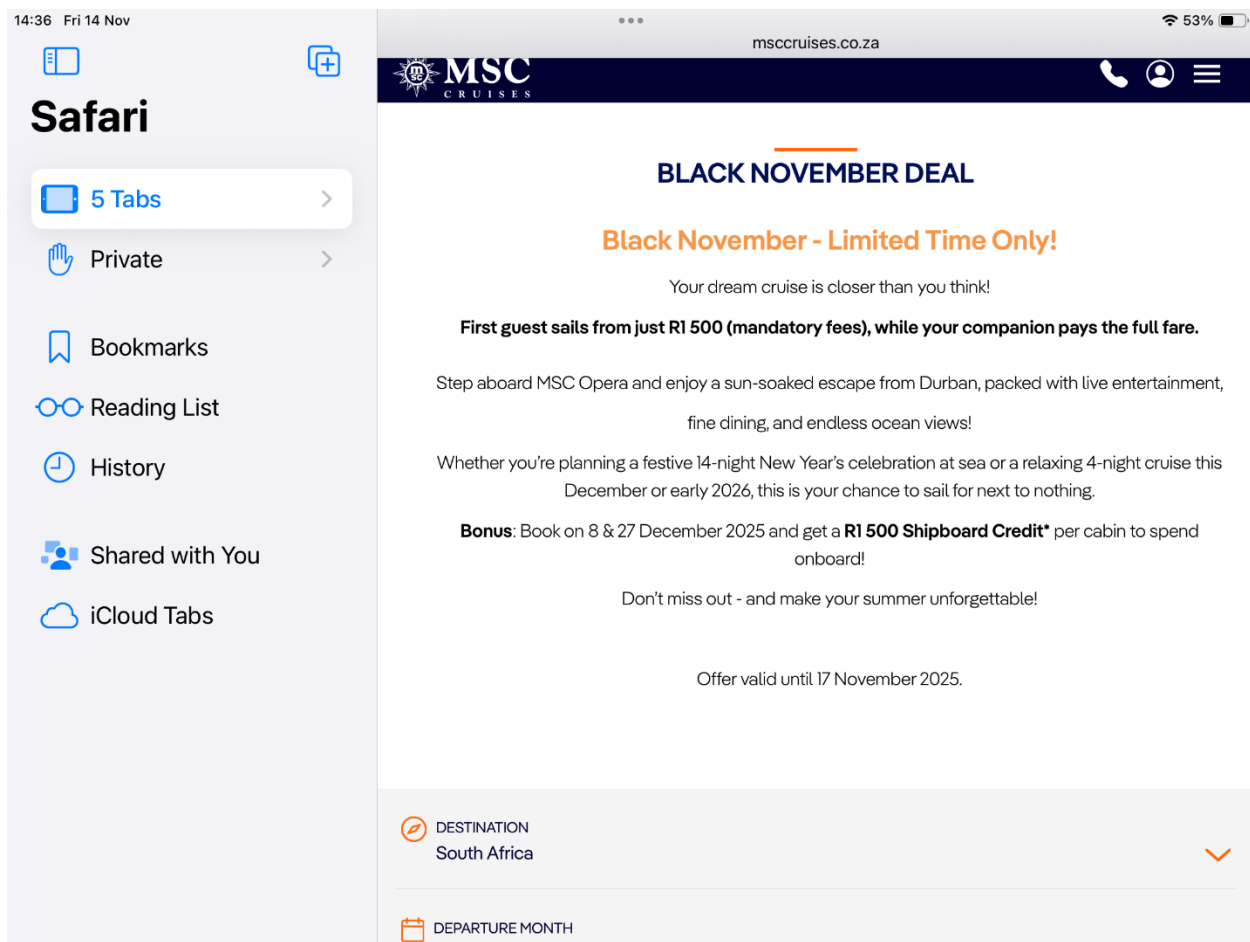 14:36 Fri 14 Nov
53%
msccruises.co.za
Safari
5 Tabs
Private
Bookmarks
Reading List
History
Shared with You
iCloud Tabs
MSC
CRUISES
BLACK NOVEMBER DEAL
Black November - Limited Time Only!
Your dream cruise is closer than you think!
First guest sails from just R1 500 (mandatory fees), while your companion pays the full fare.
Step aboard MSC Opera and enjoy a sun-soaked escape from Durban, packed with live entertainment,
fine dining, and endless ocean views!
Whether you're planning a festive 14-night New Year's celebration at sea or a relaxing 4-night cruise this
December or early 2026, this is your chance to sail for next to nothing.
Bonus: Book on 8 & 27 December 2025 and get a R1 500 Shipboard Credit* per cabin to spend
onboard!
Don't miss out - and make your summer unforgettable!
Offer valid until 17 November 2025.
DESTINATION
South Africa
DEPARTURE MONTH